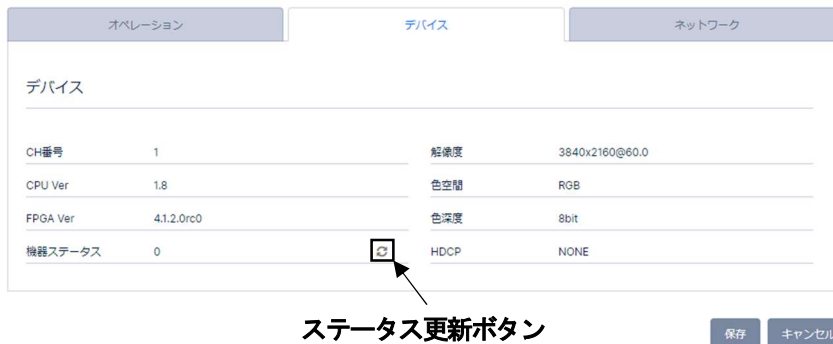 オペレーション デバイス ネットワーク
デバイス
CH番号 1 解像度 3840x2160@60.0
CPU Ver 1.8 色空間 RGB
FPGA Ver 4.1.2.0rc0 色深度 8bit
機器ステータス 0 HDCP NONE
ステータス更新ボタン
保存 キャンセル